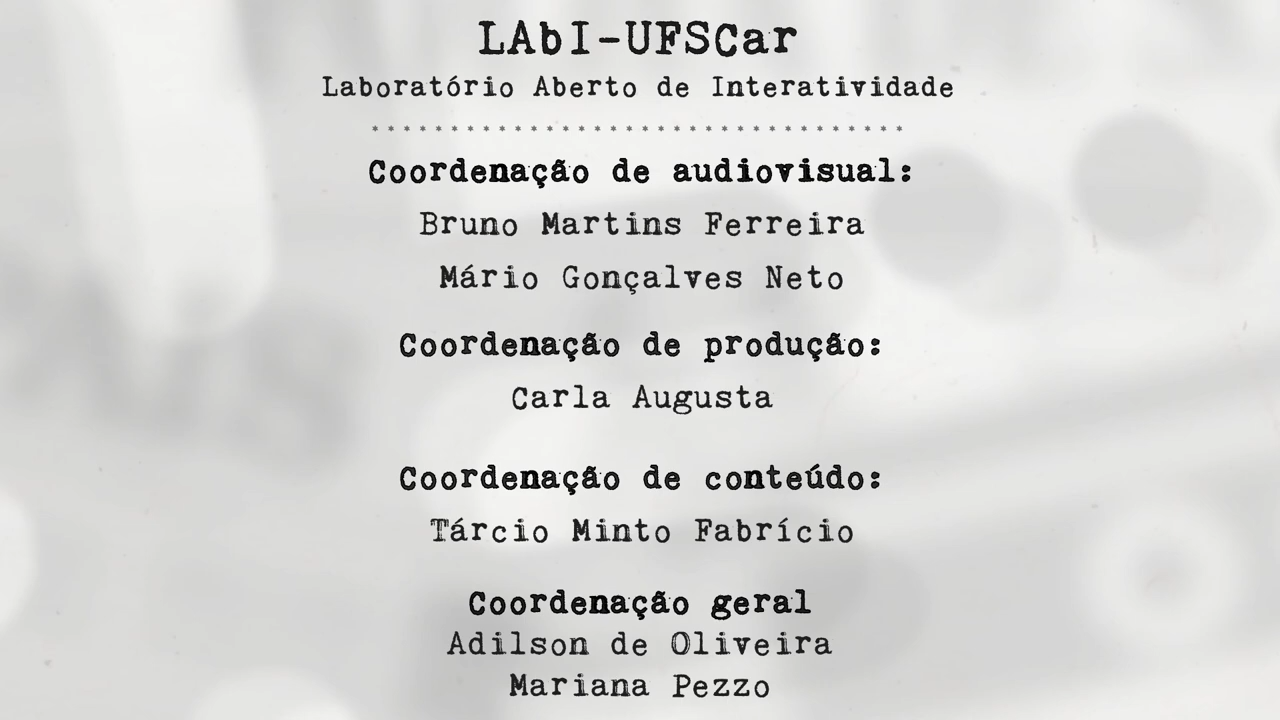 LAbI-UFSCar
Laboratório Aberto de Interatividade
Coordenação de audiovisual:
Bruno Martins Ferreira
Mário Gonçalves Neto
Coordenação de produção:
Carla Augusta
Coordenação de conteúdo:
Tárcio Minto Fabrício
Coordenação geral
Adilson de Oliveira
Mariana Pezzo